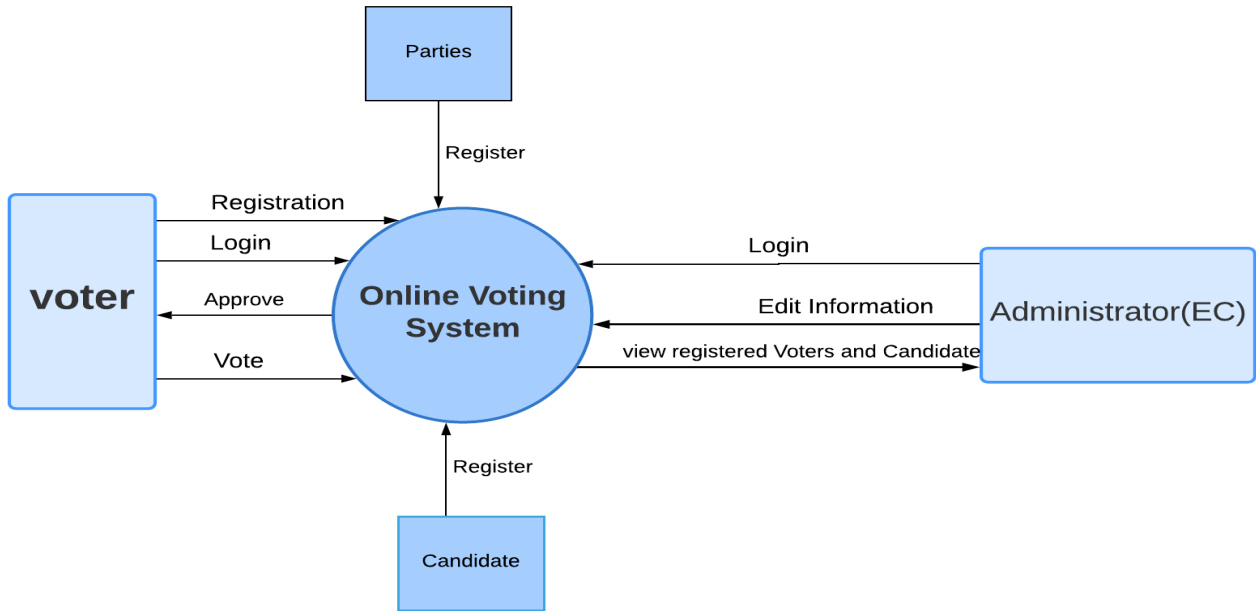 Parties
Register
Registration
Login
voter
Approve
Vote
Online Voting
System
Login
Edit Information
view registered Voters and Candidate
Administrator(EC)
Register
Candidate